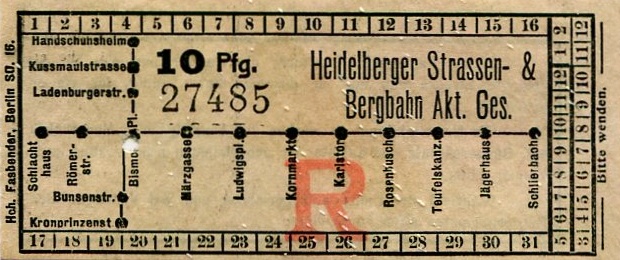 1 2 3 4 5 6 7 8 9 10 11 12 13 14 15 16
Handschuhsheim
Kussmaulstrasse
Ladenburgerstr.
10 Pfg.
27485
Heidelberger Strassen- &
Bergbahn Akt. Ges.
Schlachthaus
Römerstr.
Bismo Pl.
Märzgasse
Ludwigspl.
Kornmarkt
Karlstor
Rosenbusch
Teufelskanz.
Jägerhaus
Schlierbach
Bunsenstr.
Kronprinzenst
R
17 18 19 20 21 22 23 24 25 26 27 28 29 30 31
1 2
3 4 5 6 7 8 9 10 11 12
Bitte wenden.
Hch. Fasbender, Berlin SO. 16.